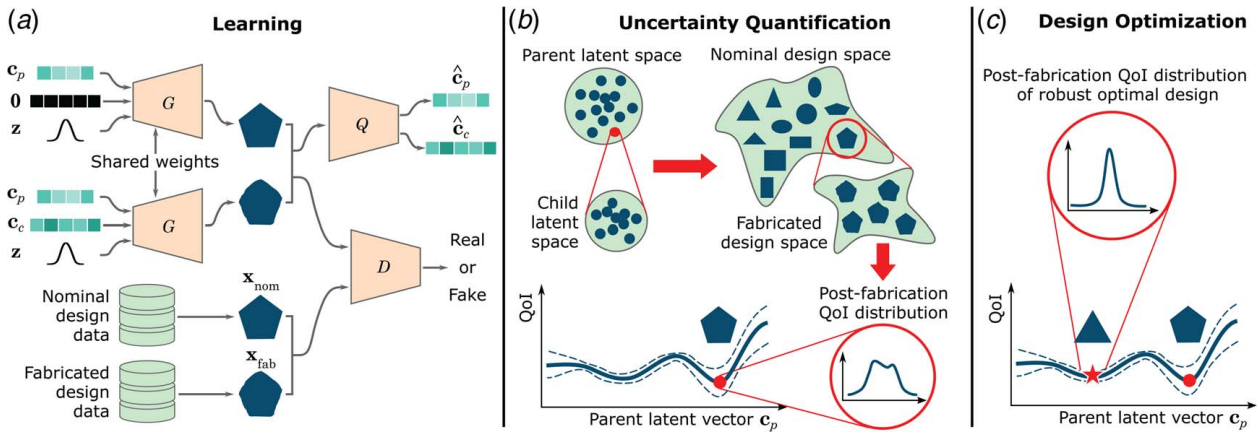 (a)
Learning
c_p
0
z
G
Shared weights
c_p
c_c
z
G
Q
ĉ_p
ĉ_c
D
Real
or
Fake
Nominal
design
data
x_nom
Fabricated
design
data
x_fab
(b)
Uncertainty Quantification
Parent latent space
Nominal design space
Child
latent
space
Fabricated
design space
Post-fabrication
QoI distribution
QoI
Parent latent vector c_p
(c)
Design Optimization
Post-fabrication QoI distribution
of robust optimal design
QoI
Parent latent vector c_p